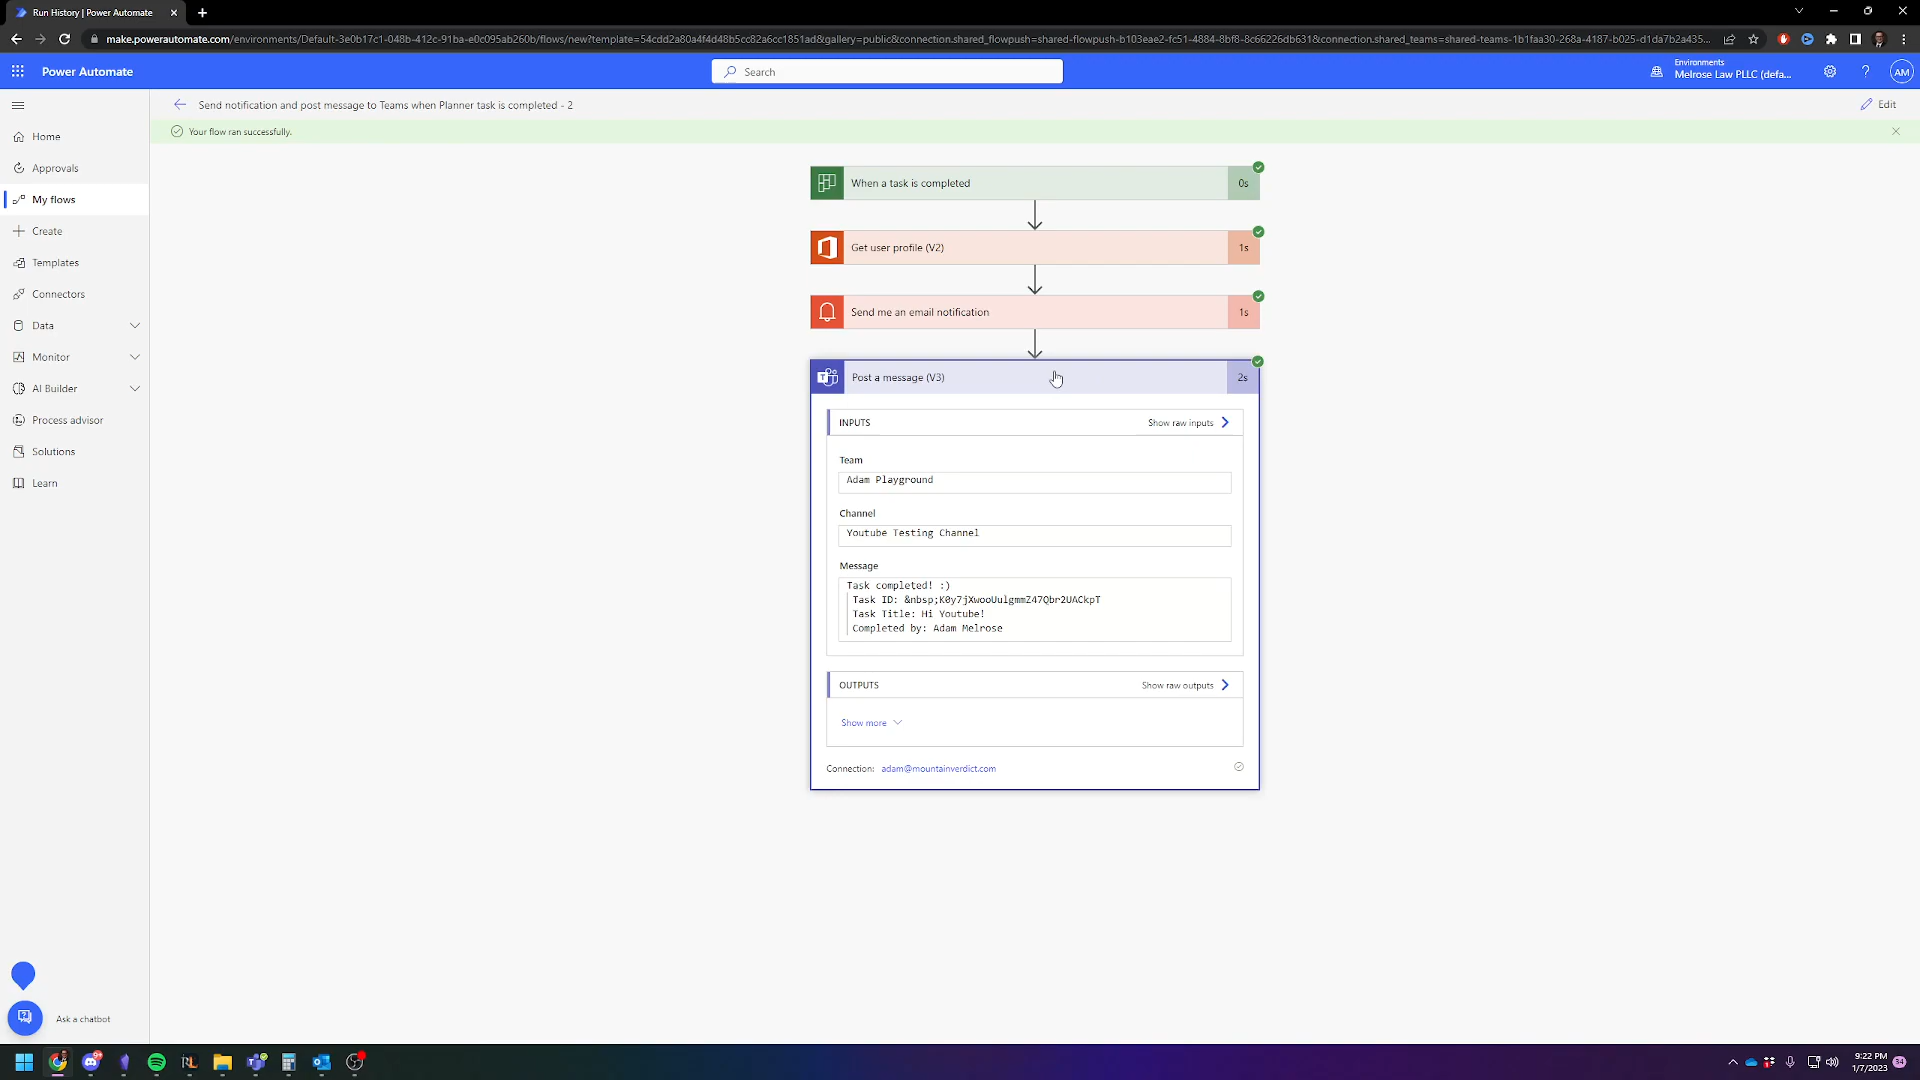 Run History | Power Automate
make.powerautomate.com/environments/Default-3e0b17c1-048b-412c-91ba-e0c095ab260b/flows/new?template=54cdd2a80a4f4d48b5cc82a6cc1851ad&gallery=public&connection.shared_flowpush=shared-flowpush-b103eae2-fc51-4884-8bf8-8c66226db631&connection.shared_teams=shared-teams-1b1faa30-268a-4187-b025-d1da7b2a435...
Power Automate
Search
Environments
Melrose Law PLLC (defa...
AM
Send notification and post message to Teams when Planner task is completed - 2
Edit
Your flow ran successfully.
Home
Approvals
My flows
Create
Templates
Connectors
Data
Monitor
AI Builder
Process advisor
Solutions
Learn
Ask a chatbot
When a task is completed
0s
Get user profile (V2)
1s
Send me an email notification
1s
Post a message (V3)
2s
INPUTS
Show raw inputs
Team
Adam Playground
Channel
Youtube Testing Channel
Message
Task completed! :)
Task ID: &nbsp;K0y7jXwooUulgmmZ47Qbr2UACkpT
Task Title: Hi Youtube!
Completed by: Adam Melrose
OUTPUTS
Show raw outputs
Show more
Connection: adam@mountainverdict.com
RL
9:22 PM
1/7/2023
34